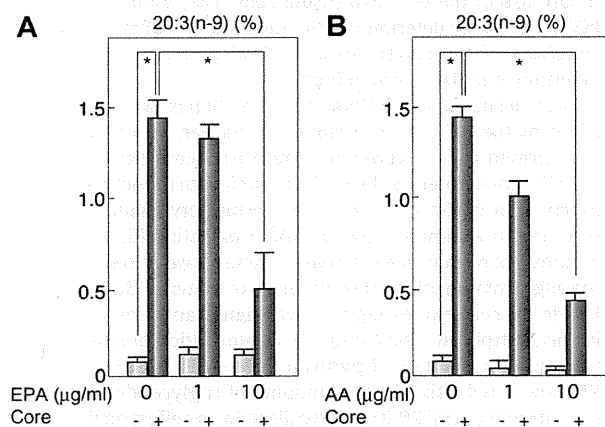 A
20:3(n-9) (%)
* *
1.5
1.0
0.5
0
EPA (μg/ml) 0 1 10
Core - + - + - +
B
20:3(n-9) (%)
* *
1.5
1.0
0.5
0
AA (μg/ml) 0 1 10
Core - + - + - +